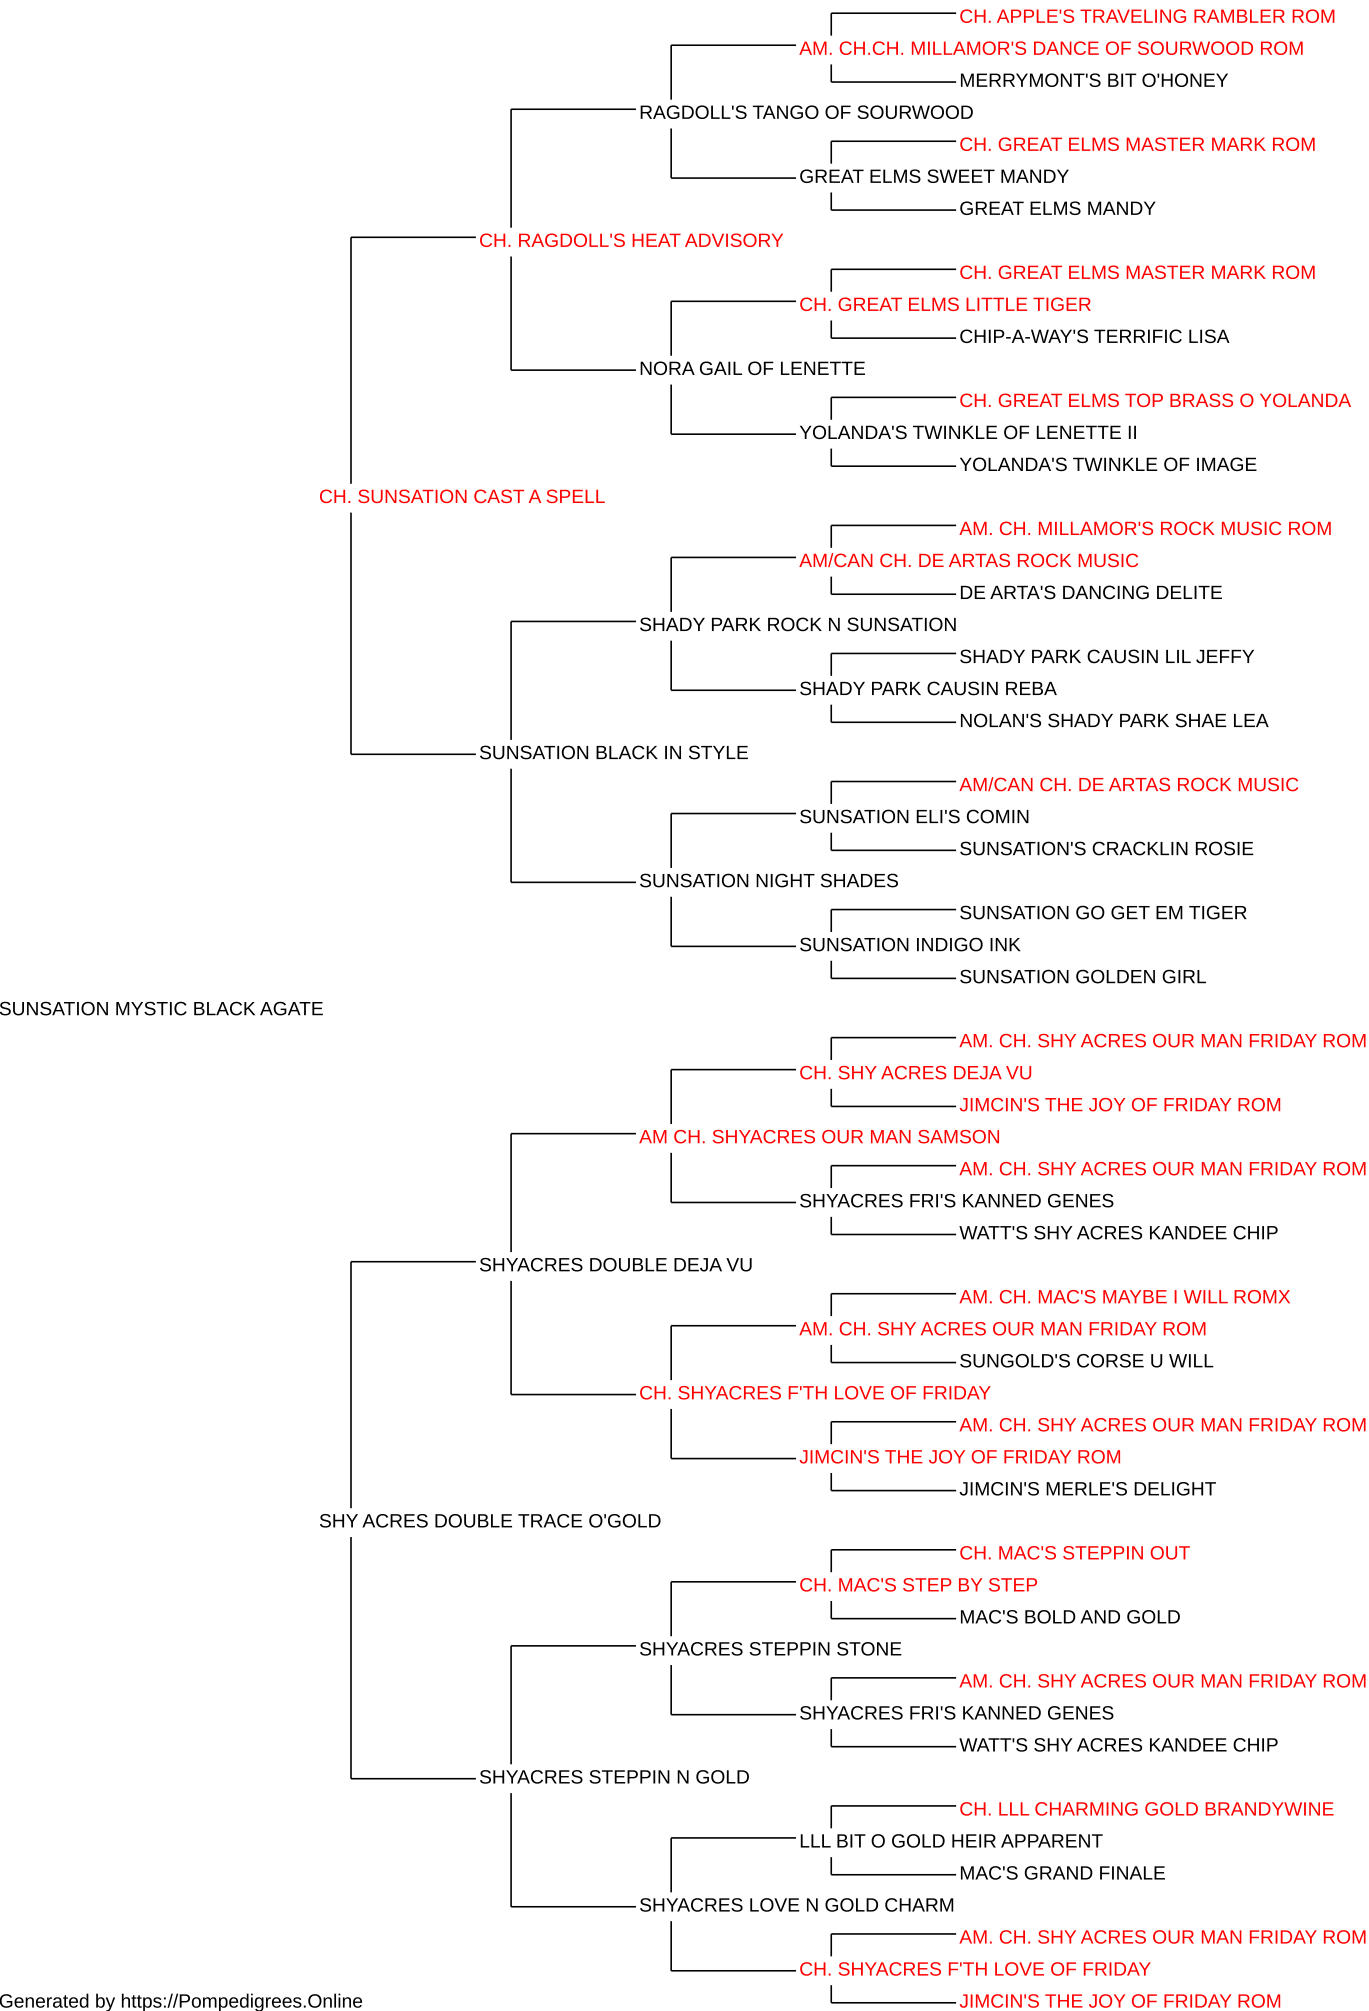 CH. APPLE'S TRAVELING RAMBLER ROM
AM. CH.CH. MILLAMOR'S DANCE OF SOURWOOD ROM
MERRYMONT'S BIT O'HONEY
RAGDOLL'S TANGO OF SOURWOOD
CH. GREAT ELMS MASTER MARK ROM
GREAT ELMS SWEET MANDY
GREAT ELMS MANDY
CH. RAGDOLL'S HEAT ADVISORY
CH. GREAT ELMS MASTER MARK ROM
CH. GREAT ELMS LITTLE TIGER
CHIP-A-WAY'S TERRIFIC LISA
NORA GAIL OF LENETTE
CH. GREAT ELMS TOP BRASS O YOLANDA
YOLANDA'S TWINKLE OF LENETTE II
YOLANDA'S TWINKLE OF IMAGE
CH. SUNSATION CAST A SPELL
AM. CH. MILLAMOR'S ROCK MUSIC ROM
AM/CAN CH. DE ARTAS ROCK MUSIC
DE ARTA'S DANCING DELITE
SHADY PARK ROCK N SUNSATION
SHADY PARK CAUSIN LIL JEFFY
SHADY PARK CAUSIN REBA
NOLAN'S SHADY PARK SHAE LEA
SUNSATION BLACK IN STYLE
AM/CAN CH. DE ARTAS ROCK MUSIC
SUNSATION ELI'S COMIN
SUNSATION'S CRACKLIN ROSIE
SUNSATION NIGHT SHADES
SUNSATION GO GET EM TIGER
SUNSATION INDIGO INK
SUNSATION GOLDEN GIRL
SUNSATION MYSTIC BLACK AGATE
AM. CH. SHY ACRES OUR MAN FRIDAY ROM
CH. SHY ACRES DEJA VU
JIMCIN'S THE JOY OF FRIDAY ROM
AM CH. SHYACRES OUR MAN SAMSON
AM. CH. SHY ACRES OUR MAN FRIDAY ROM
SHYACRES FRI'S KANNED GENES
WATT'S SHY ACRES KANDEE CHIP
SHYACRES DOUBLE DEJA VU
AM. CH. MAC'S MAYBE I WILL ROMX
AM. CH. SHY ACRES OUR MAN FRIDAY ROM
SUNGOLD'S CORSE U WILL
CH. SHYACRES F'TH LOVE OF FRIDAY
AM. CH. SHY ACRES OUR MAN FRIDAY ROM
JIMCIN'S THE JOY OF FRIDAY ROM
JIMCIN'S MERLE'S DELIGHT
SHY ACRES DOUBLE TRACE O'GOLD
CH. MAC'S STEPPIN OUT
CH. MAC'S STEP BY STEP
MAC'S BOLD AND GOLD
SHYACRES STEPPIN STONE
AM. CH. SHY ACRES OUR MAN FRIDAY ROM
SHYACRES FRI'S KANNED GENES
WATT'S SHY ACRES KANDEE CHIP
SHYACRES STEPPIN N GOLD
CH. LLL CHARMING GOLD BRANDYWINE
LLL BIT O GOLD HEIR APPARENT
MAC'S GRAND FINALE
SHYACRES LOVE N GOLD CHARM
AM. CH. SHY ACRES OUR MAN FRIDAY ROM
CH. SHYACRES F'TH LOVE OF FRIDAY
JIMCIN'S THE JOY OF FRIDAY ROM
Generated by https://Pompedigrees.Online